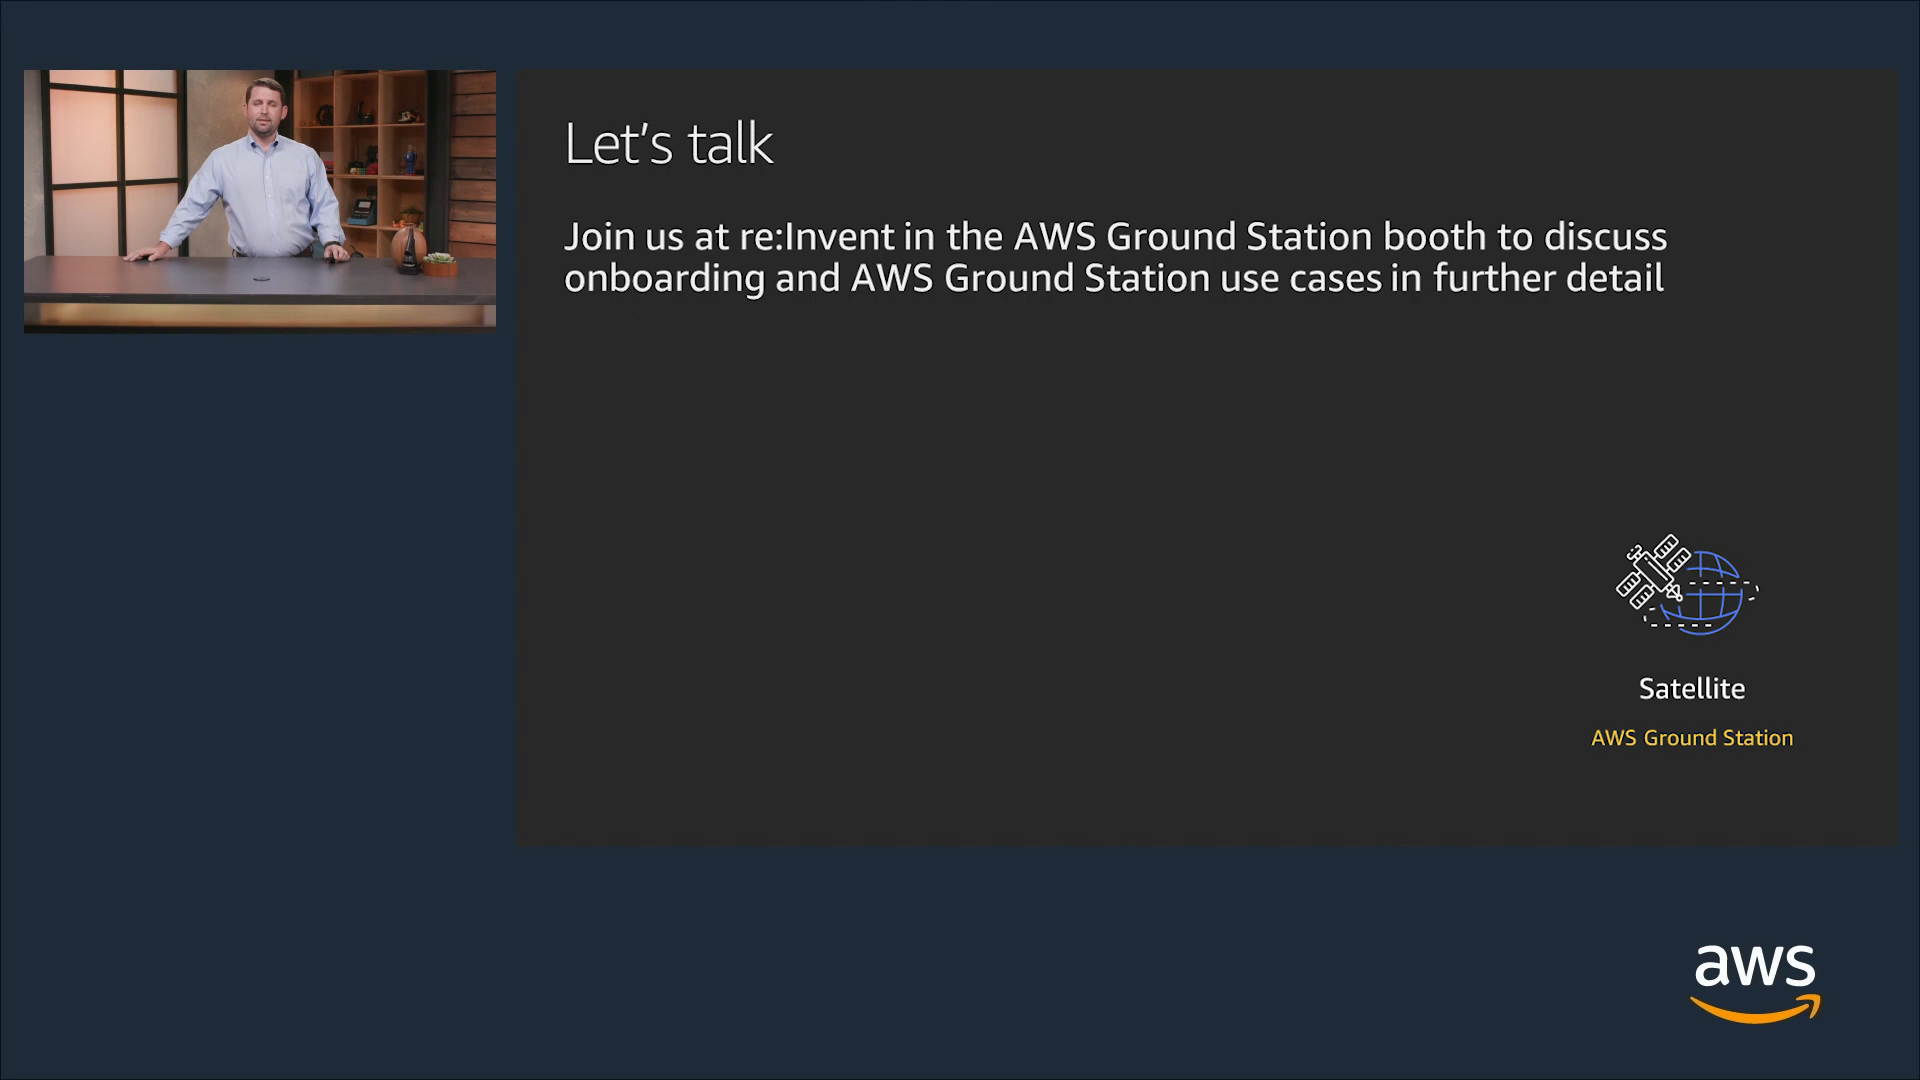 Let's talk
Join us at re:Invent in the AWS Ground Station booth to discuss
onboarding and AWS Ground Station use cases in further detail
Satellite
AWS Ground Station
aws